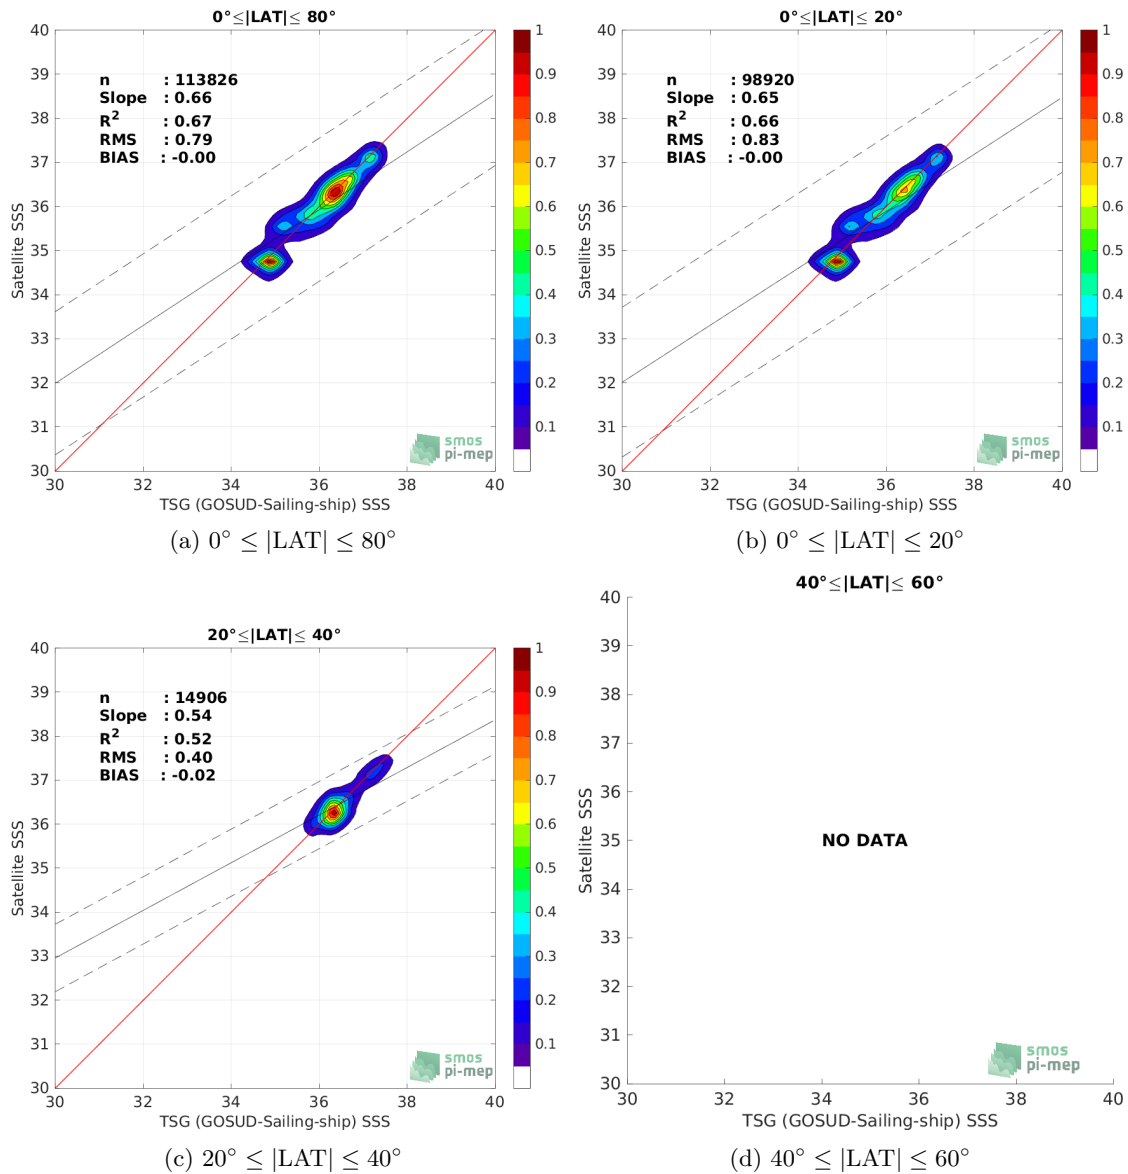 0°≤|LAT|≤ 80°
40
39
38
37
36
35
34
33
32
31
30
Satellite SSS
n : 113826
Slope : 0.66
R² : 0.67
RMS : 0.79
BIAS : -0.00
1
0.9
0.8
0.7
0.6
0.5
0.4
0.3
0.2
0.1
smos
pi-mep
30 32 34 36 38 40
TSG (GOSUD-Sailing-ship) SSS
(a) 0° ≤ |LAT| ≤ 80°
0°≤|LAT|≤ 20°
40
39
38
37
36
35
34
33
32
31
30
Satellite SSS
n : 98920
Slope : 0.65
R² : 0.66
RMS : 0.83
BIAS : -0.00
1
0.9
0.8
0.7
0.6
0.5
0.4
0.3
0.2
0.1
smos
pi-mep
30 32 34 36 38 40
TSG (GOSUD-Sailing-ship) SSS
(b) 0° ≤ |LAT| ≤ 20°
20°≤|LAT|≤ 40°
40
39
38
37
36
35
34
33
32
31
30
Satellite SSS
n : 14906
Slope : 0.54
R² : 0.52
RMS : 0.40
BIAS : -0.02
1
0.9
0.8
0.7
0.6
0.5
0.4
0.3
0.2
0.1
smos
pi-mep
30 32 34 36 38 40
TSG (GOSUD-Sailing-ship) SSS
(c) 20° ≤ |LAT| ≤ 40°
40°≤|LAT|≤ 60°
40
39
38
37
36
35
34
33
32
31
30
Satellite SSS
NO DATA
smos
pi-mep
30 32 34 36 38 40
TSG (GOSUD-Sailing-ship) SSS
(d) 40° ≤ |LAT| ≤ 60°